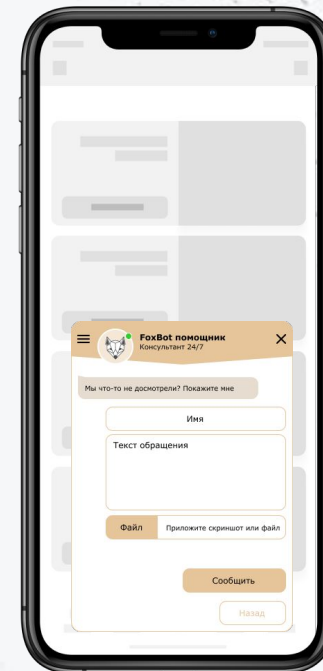 FoxBot помощник
Консультант 24/7
Мы что-то не досмотрели? Покажите мне
Имя
Текст обращения
Файл Приложите скриншот или файл
Сообщить
Назад